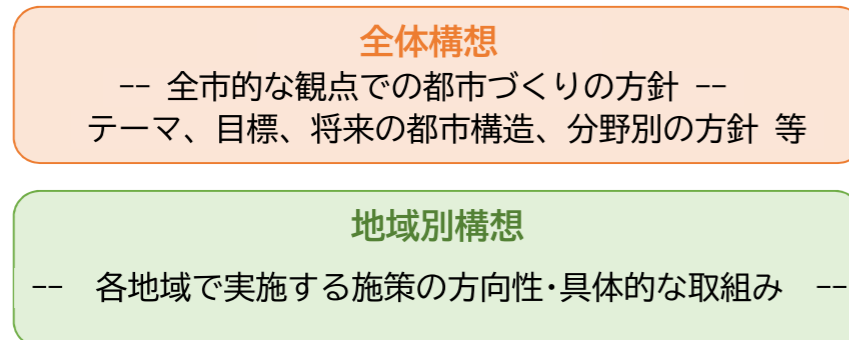 全体構想
-- 全市的な観点での都市づくりの方針 --
テーマ、目標、将来の都市構造、分野別の方針 等
地域別構想
-- 各地域で実施する施策の方向性･具体的な取組み --